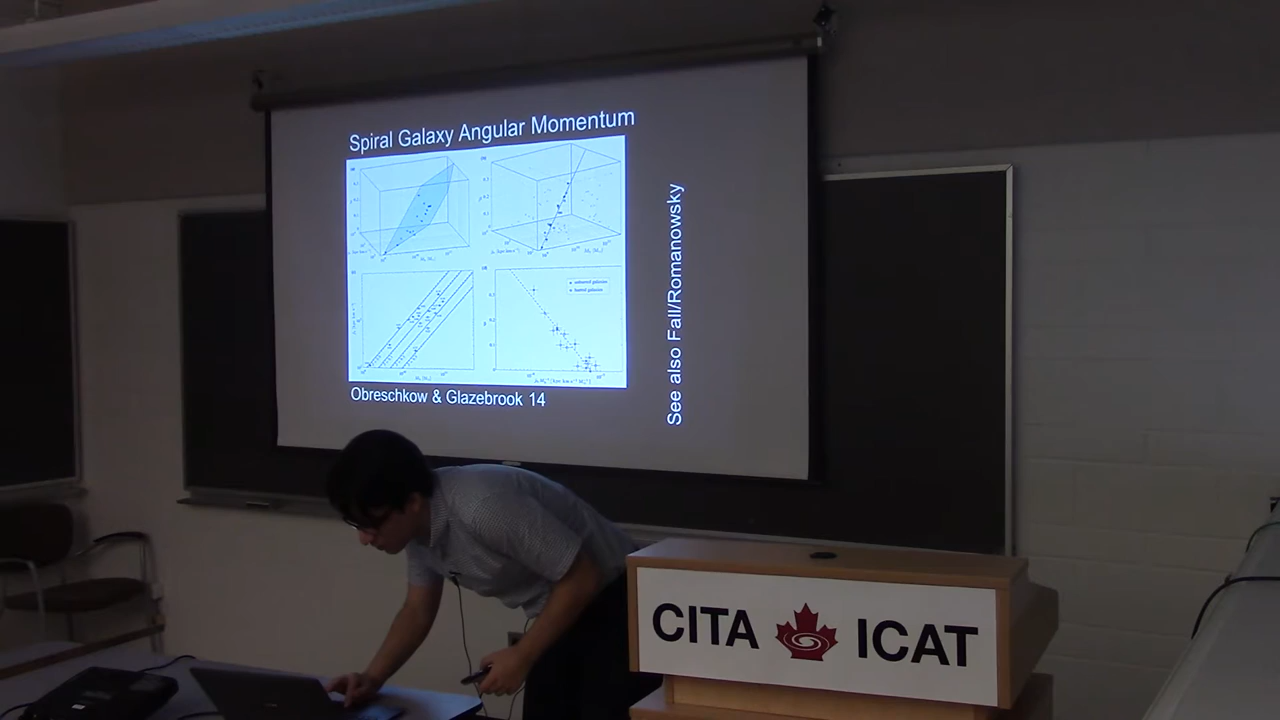 Spiral Galaxy Angular Momentum
Obreschkow & Glazebrook 14
See also Fall/Romanowsky
CITA ICAT